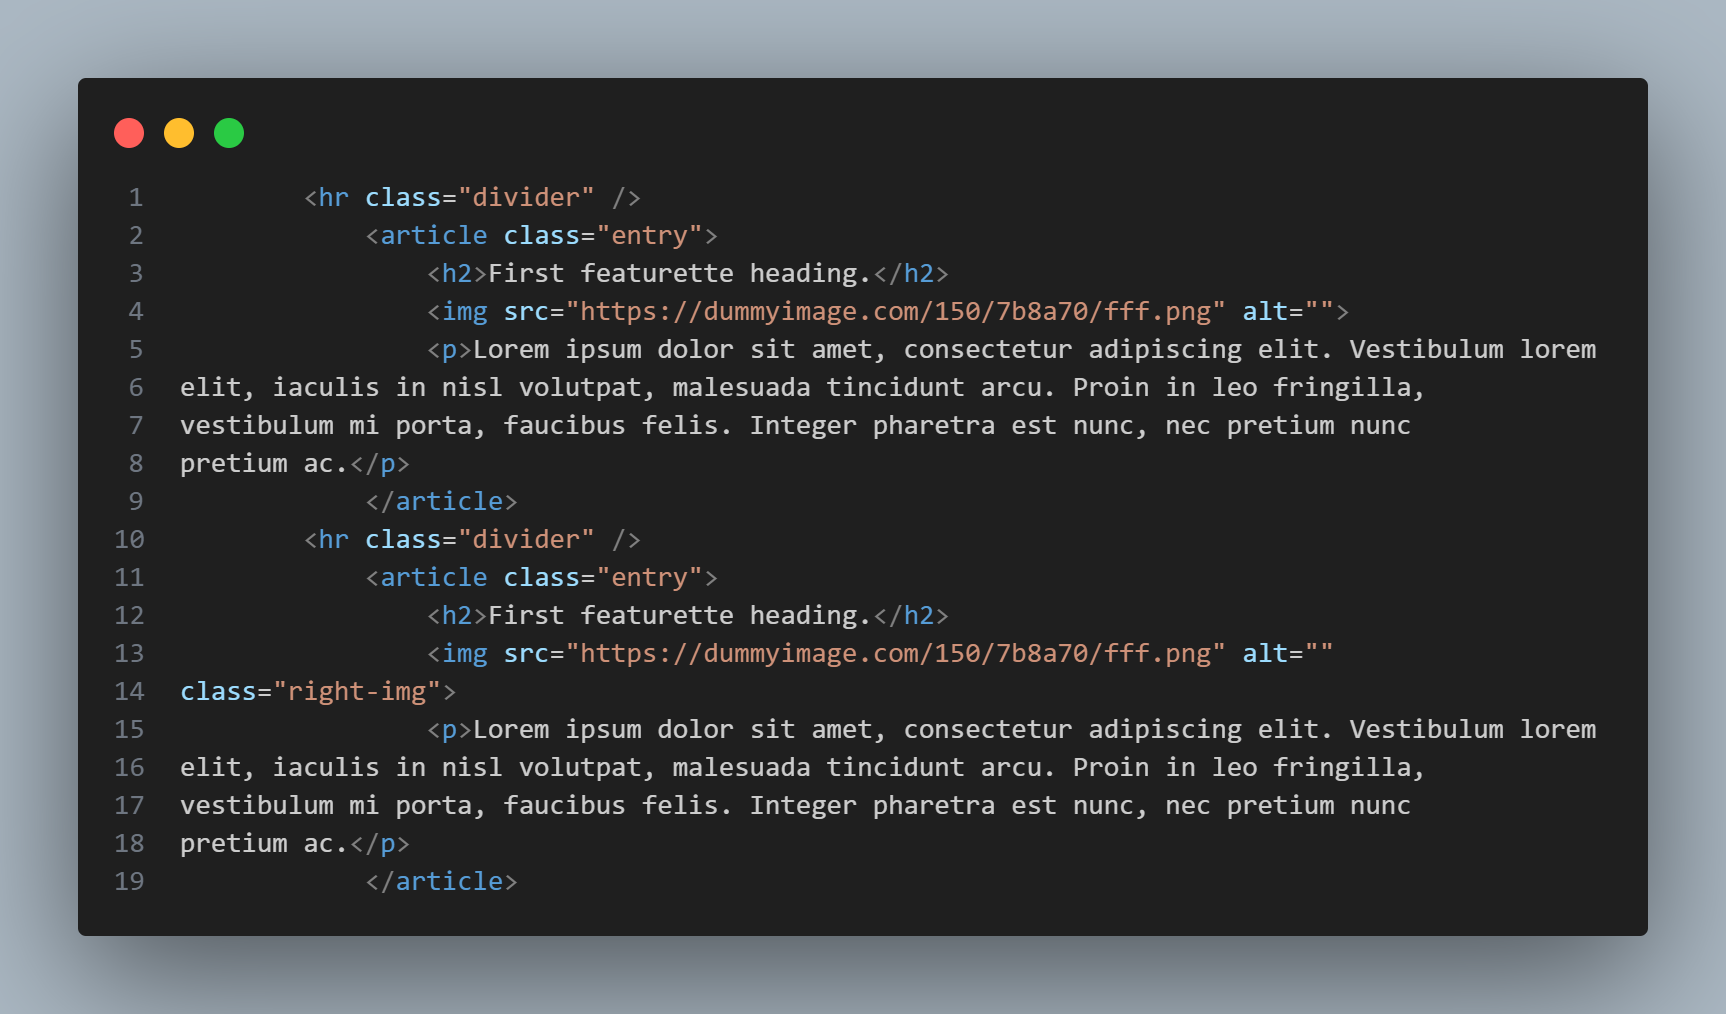 1         <hr class="divider" />
2             <article class="entry">
3                 <h2>First featurette heading.</h2>
4                 <img src="https://dummyimage.com/150/7b8a70/fff.png" alt="">
5                 <p>Lorem ipsum dolor sit amet, consectetur adipiscing elit. Vestibulum lorem
6 elit, iaculis in nisl volutpat, malesuada tincidunt arcu. Proin in leo fringilla,
7 vestibulum mi porta, faucibus felis. Integer pharetra est nunc, nec pretium nunc
8 pretium ac.</p>
9             </article>
10         <hr class="divider" />
11             <article class="entry">
12                 <h2>First featurette heading.</h2>
13                 <img src="https://dummyimage.com/150/7b8a70/fff.png" alt=""
14 class="right-img">
15                 <p>Lorem ipsum dolor sit amet, consectetur adipiscing elit. Vestibulum lorem
16 elit, iaculis in nisl volutpat, malesuada tincidunt arcu. Proin in leo fringilla,
17 vestibulum mi porta, faucibus felis. Integer pharetra est nunc, nec pretium nunc
18 pretium ac.</p>
19             </article>